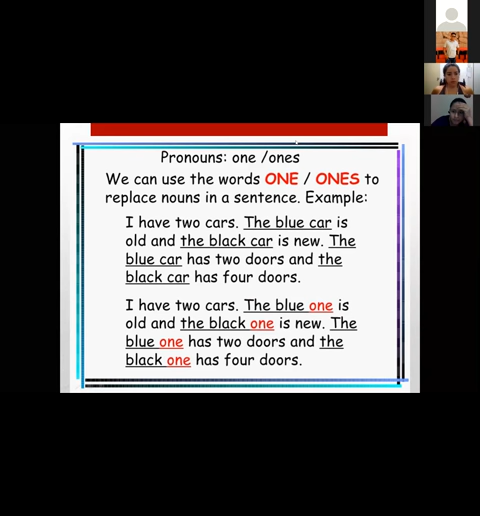 Pronouns: one /ones
We can use the words ONE / ONES to
replace nouns in a sentence. Example:
I have two cars. The blue car is
old and the black car is new. The
blue car has two doors and the
black car has four doors.
I have two cars. The blue one is
old and the black one is new. The
blue one has two doors and the
black one has four doors.